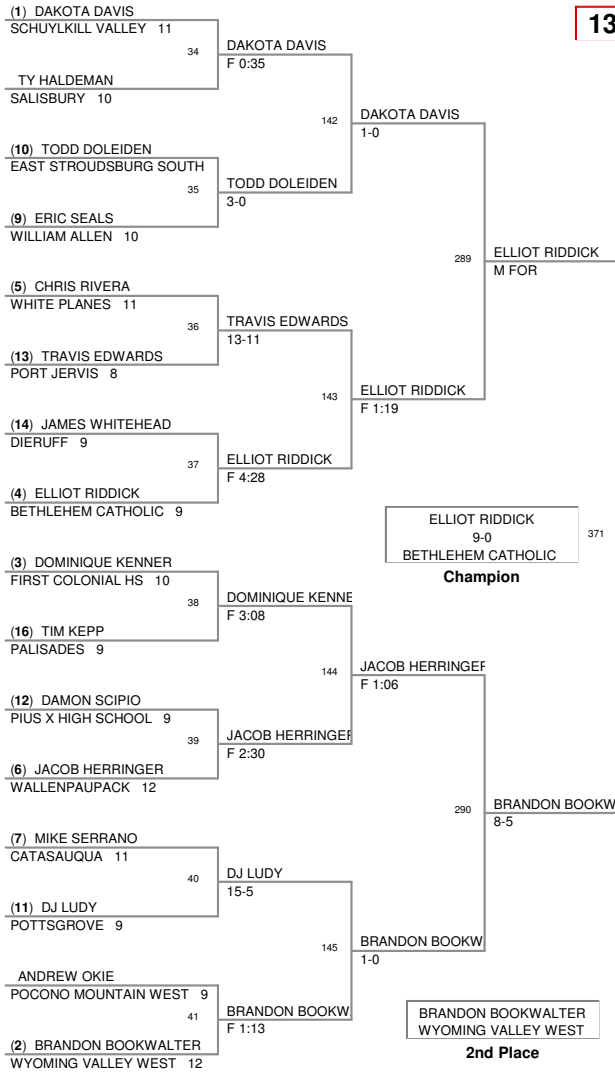 (1) DAKOTA DAVIS
SCHUYLKILL VALLEY 11
34
TY HALDEMAN
SALISBURY 10
(10) TODD DOLEIDEN
EAST STROUDSBURG SOUTH
35
(9) ERIC SEALS
WILLIAM ALLEN 10
(5) CHRIS RIVERA
WHITE PLANES 11
36
(13) TRAVIS EDWARDS
PORT JERVIS 8
(14) JAMES WHITEHEAD
DIERUFF 9
37
(4) ELLIOT RIDDICK
BETHLEHEM CATHOLIC 9
(3) DOMINIQUE KENNER
FIRST COLONIAL HS 10
38
(16) TIM KEPP
PALISADES 9
(12) DAMON SCIPIO
PIUS X HIGH SCHOOL 9
39
(6) JACOB HERRINGER
WALLENPAUPACK 12
(7) MIKE SERRANO
CATASAUQUA 11
40
(11) DJ LUDY
POTTSGROVE 9
ANDREW OKIE
POCONO MOUNTAIN WEST 9
41
(2) BRANDON BOOKWALTER
WYOMING VALLEY WEST 12
DAKOTA DAVIS
F 0:35
142
TODD DOLEIDEN
3-0
TRAVIS EDWARDS
13-11
143
ELLIOT RIDDICK
F 4:28
DOMINIQUE KENNE
F 3:08
144
JACOB HERRINGER
F 2:30
DJ LUDY
15-5
145
BRANDON BOOKW
F 1:13
DAKOTA DAVIS
1-0
289
ELLIOT RIDDICK
F 1:19
JACOB HERRINGER
F 1:06
290
BRANDON BOOKW
1-0
13
ELLIOT RIDDICK
M FOR
ELLIOT RIDDICK
9-0
BETHLEHEM CATHOLIC
371
Champion
BRANDON BOOKW
8-5
BRANDON BOOKWALTER
WYOMING VALLEY WEST
2nd Place